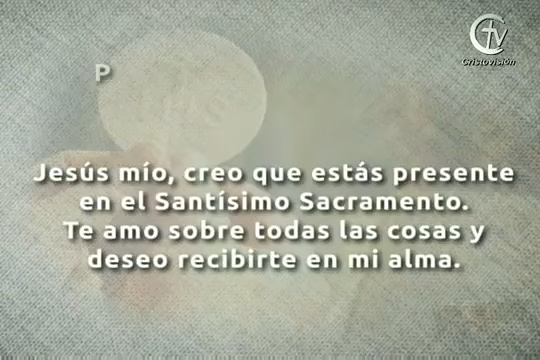 CTV
Cristovisión
P
Jesús mío, creo que estás presente
en el Santísimo Sacramento.
Te amo sobre todas las cosas y
deseo recibirte en mi alma.